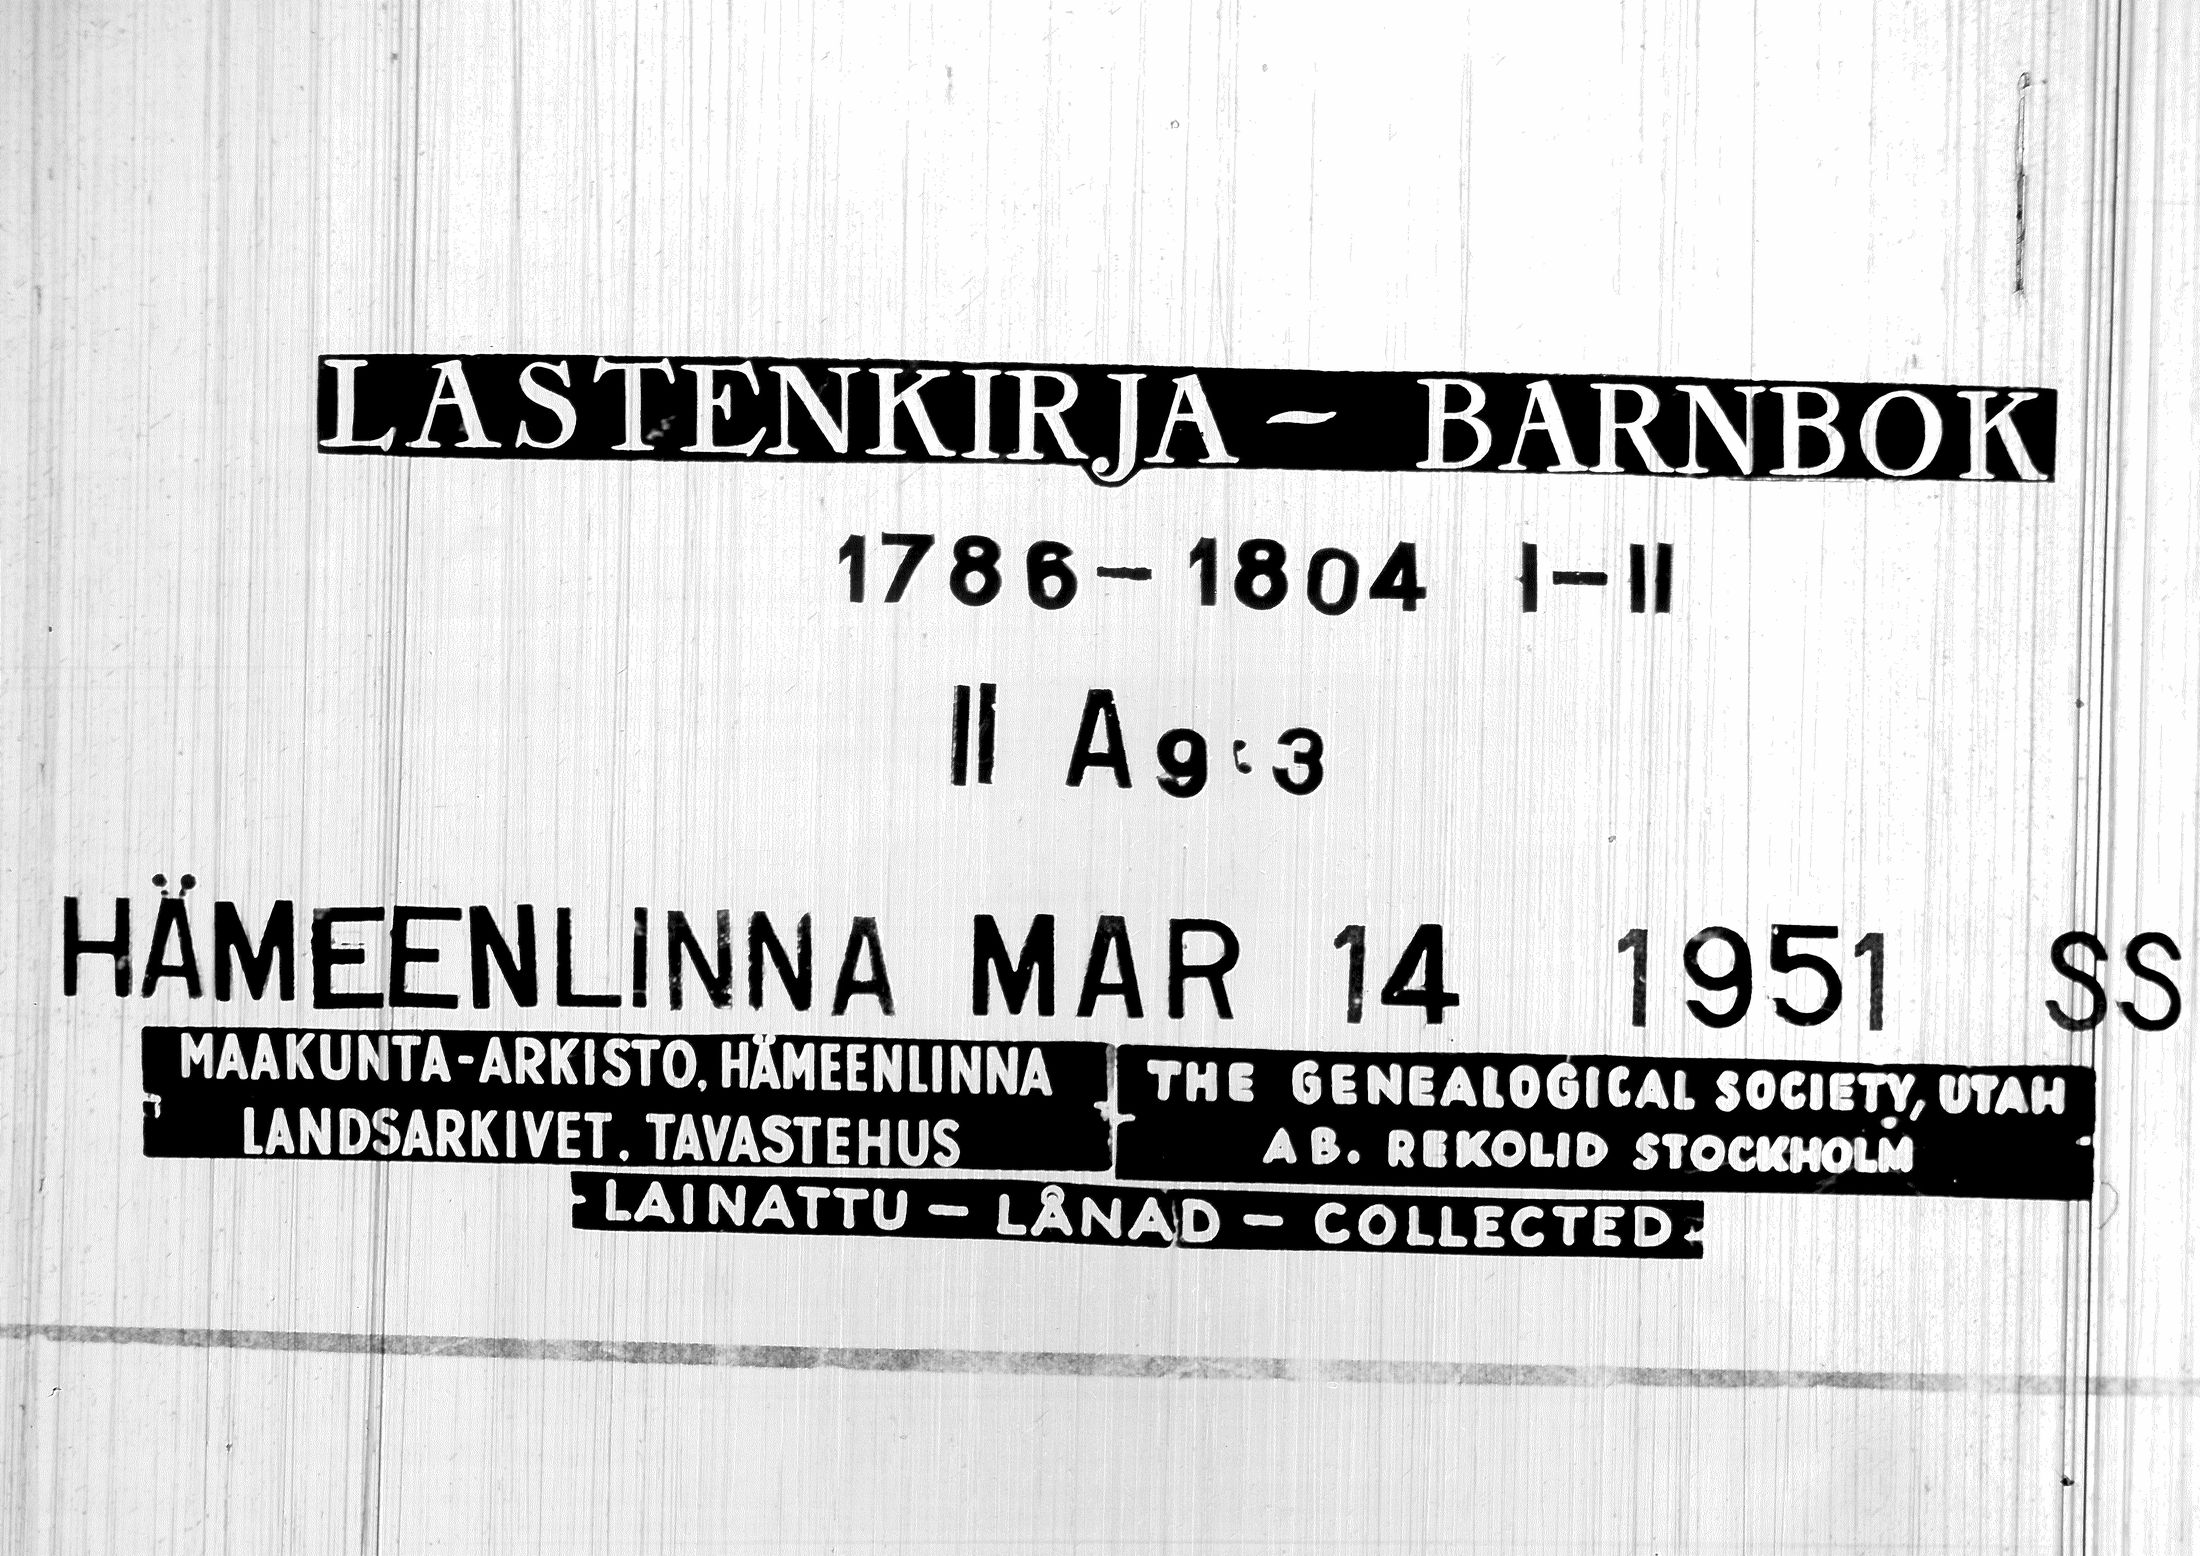 LASTENKIRJA - BARNBOK
1786-1804 I-II
II A9:3
HÄMEENLINNA MAR 14 1951 SS
MAAKUNTA-ARKISTO, HÄMEENLINNA
LANDSARKIVET. TAVASTEHUS
THE GENEALOGICAL SOCIETY, UTAH
AB. REKOLID STOCKHOLM
LAINATTU - LÅNAD - COLLECTED